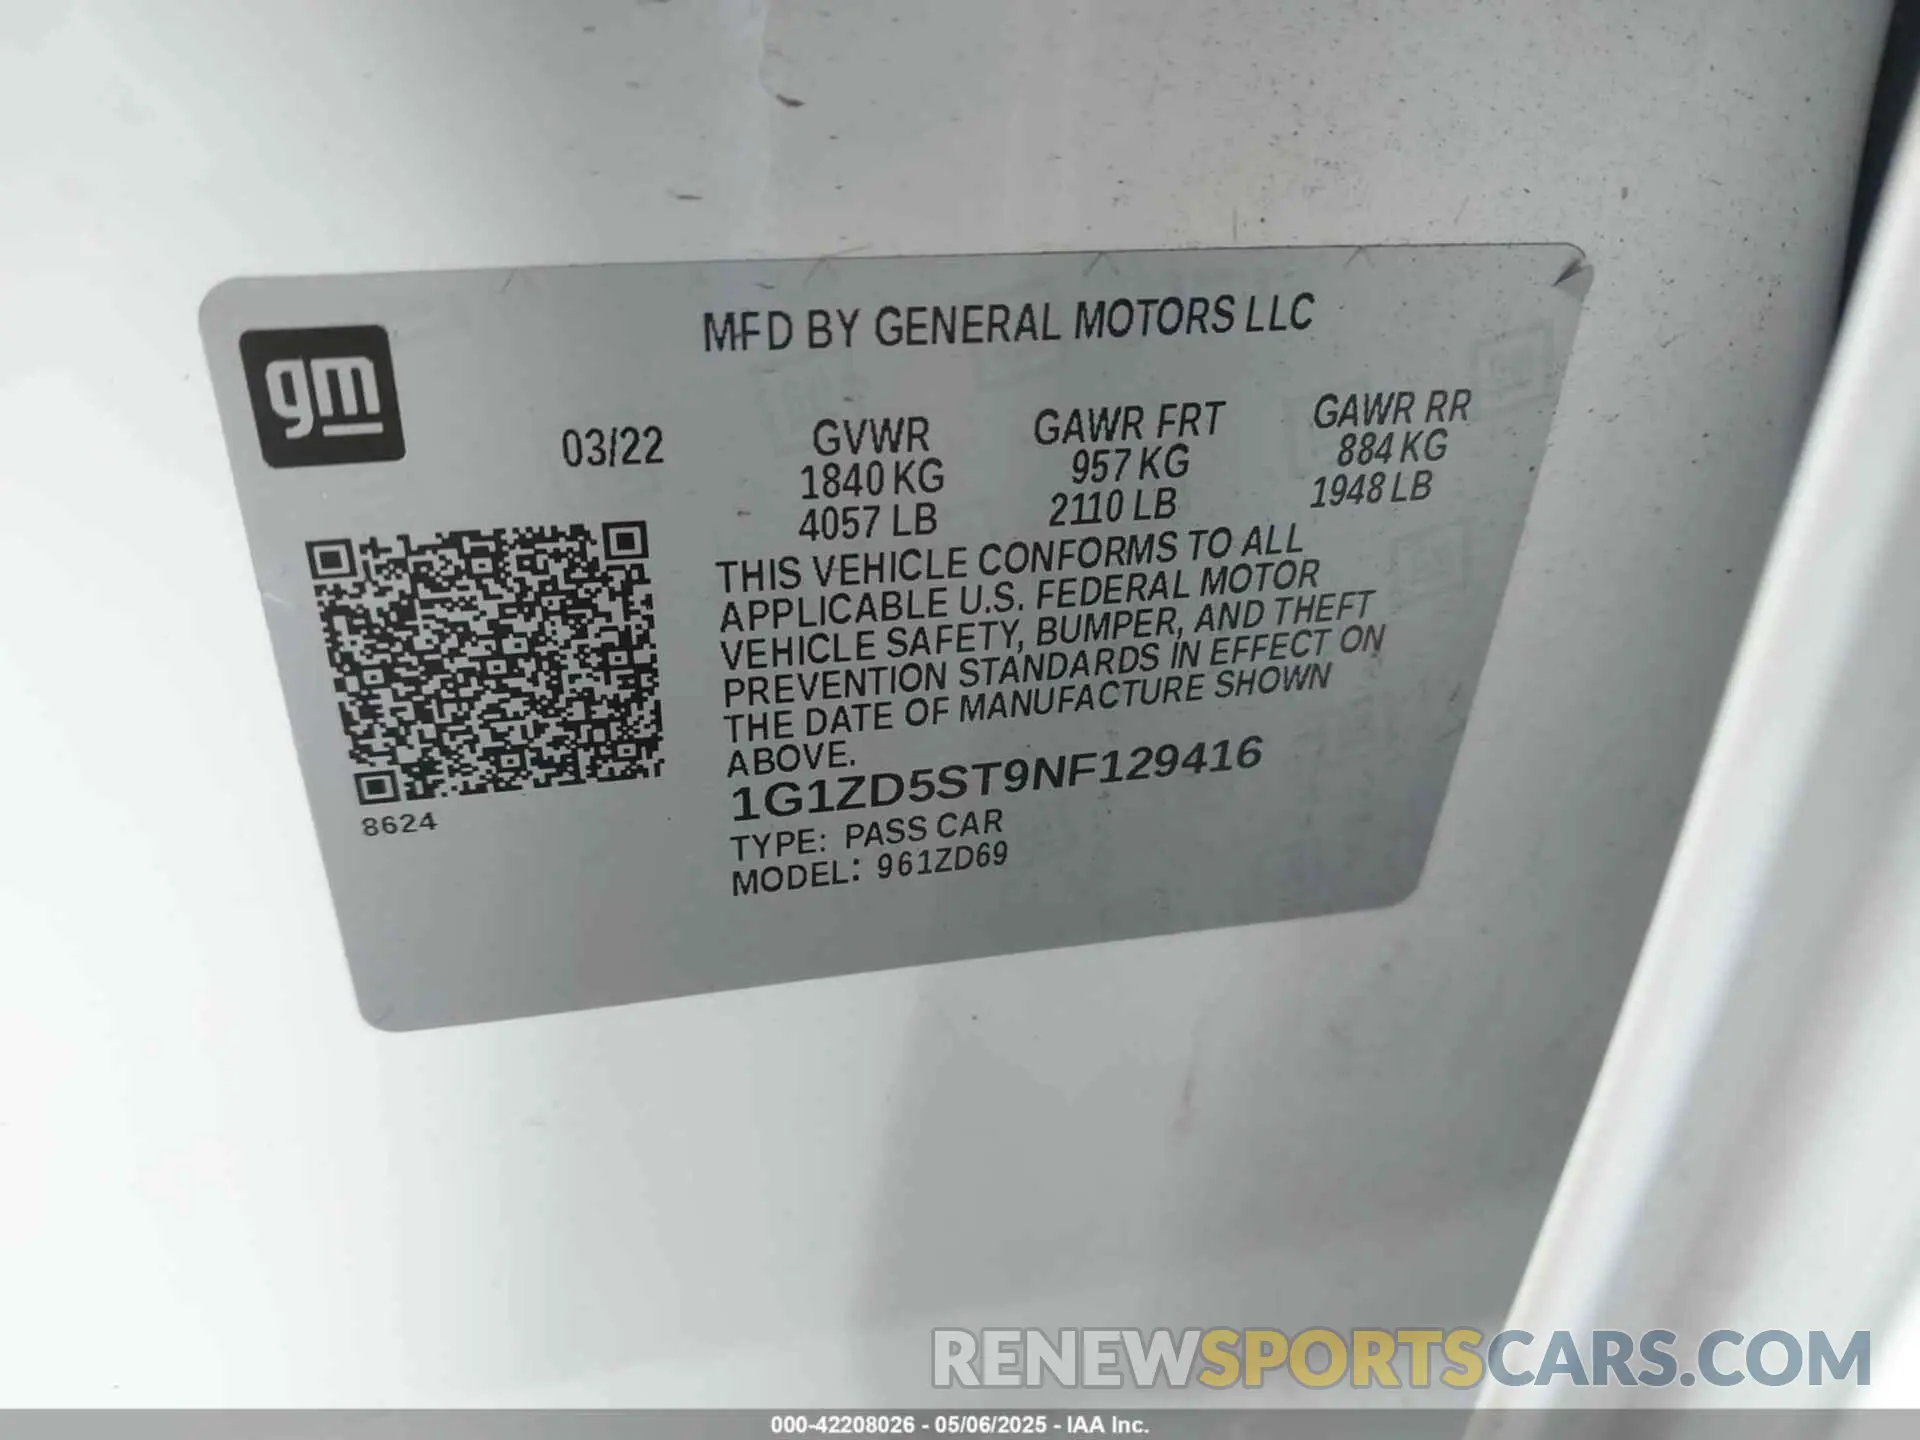 MFD BY GENERAL MOTORS LLC
gm
03/22
GVWR
1840 KG
4057 LB
GAWR FRT
957 KG
2110 LB
GAWR RR
884 KG
1948 LB
THIS VEHICLE CONFORMS TO ALL
APPLICABLE U.S. FEDERAL MOTOR
VEHICLE SAFETY, BUMPER, AND THEFT
PREVENTION STANDARDS IN EFFECT ON
THE DATE OF MANUFACTURE SHOWN
ABOVE.
1G1ZD5ST9NF129416
TYPE: PASS CAR
MODEL: 961ZD69
8624
RENEWSPORTSCARS.COM
000-42208026 - 05/06/2025 - IAA Inc.